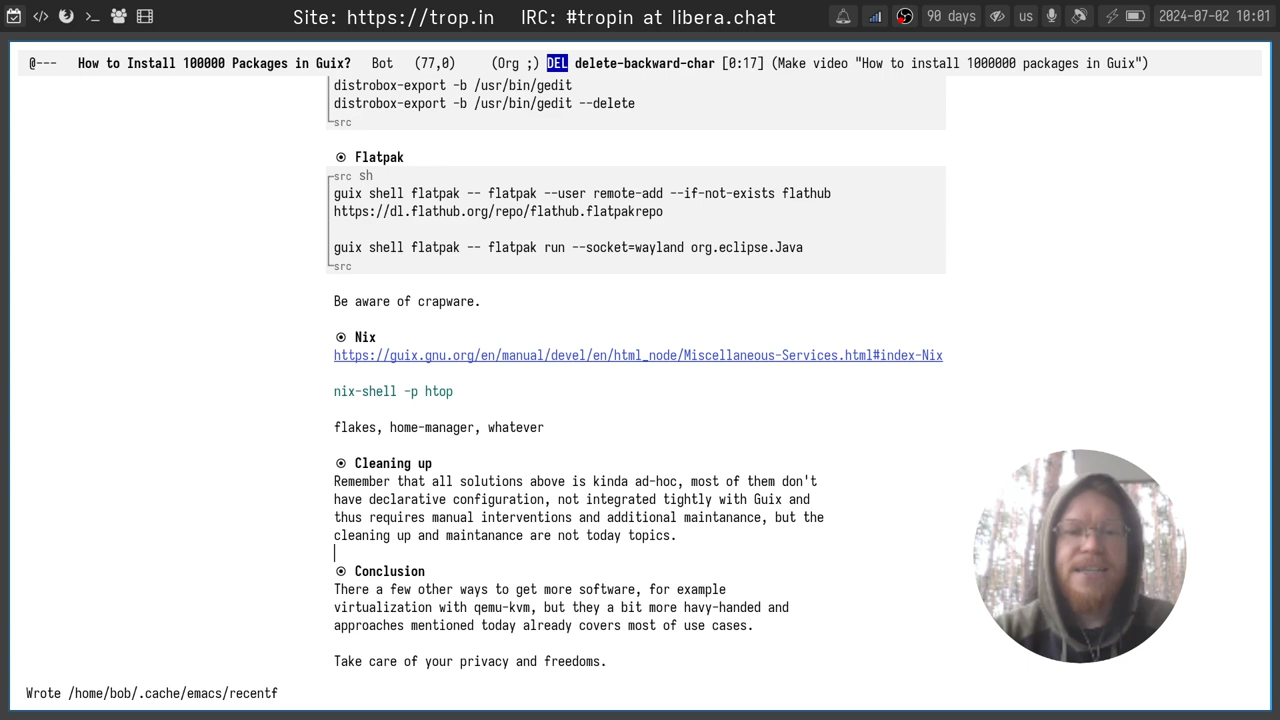 Site: https://trop.in IRC: #tropin at libera.chat 90 days us 2024-07-02 10:01
@--- How to Install 100000 Packages in Guix? Bot (77,0) (Org ;) DEL delete-backward-char [0:17] (Make video "How to install 1000000 packages in Guix")
distrobox-export -b /usr/bin/gedit
distrobox-export -b /usr/bin/gedit --delete
src
Flatpak
src sh
guix shell flatpak -- flatpak --user remote-add --if-not-exists flathub
https://dl.flathub.org/repo/flathub.flatpakrepo
guix shell flatpak -- flatpak run --socket=wayland org.eclipse.Java
src
Be aware of crapware.
Nix
https://guix.gnu.org/en/manual/devel/en/html_node/Miscellaneous-Services.html#index-Nix
nix-shell -p htop
flakes, home-manager, whatever
Cleaning up
Remember that all solutions above is kinda ad-hoc, most of them don't
have declarative configuration, not integrated tightly with Guix and
thus requires manual interventions and additional maintanance, but the
cleaning up and maintanance are not today topics.
Conclusion
There a few other ways to get more software, for example
virtualization with qemu-kvm, but they a bit more havy-handed and
approaches mentioned today already covers most of use cases.
Take care of your privacy and freedoms.
Wrote /home/bob/.cache/emacs/recentf